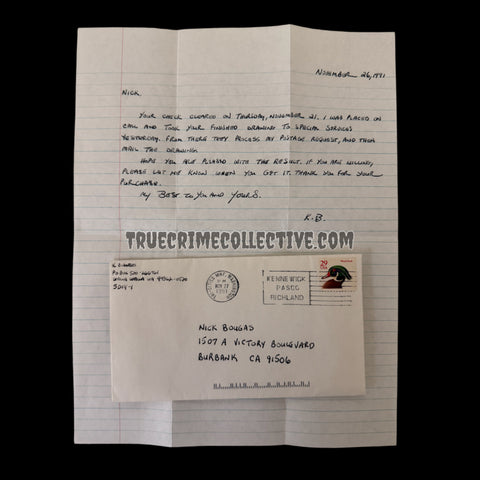 NOVEMBER 26, 1991
NICK,
YOUR CHECK CLEARED ON THURSDAY, NOVEMBER 21. I WAS PLACED ON
CALL AND TOOK YOUR FINISHED DRAWING TO SPECIAL SERVICES
YESTERDAY. FROM THERE THEY PROCESS MY POSTAGE REQUEST, AND THEN
MAIL THE DRAWING.
HOPE YOU ARE PLEASED WITH THE RESULT. IF YOU ARE WILLING,
PLEASE LET ME KNOW WHEN YOU GET IT. THANK YOU FOR YOUR
PURCHASE.
MY BEST TO YOU AND YOURS.
K.B.
TRUECRIMECOLLECTIVE.COM
PM
NOV 27
1991
KENNEWICK
PASCO
RICHLAND
29
NICK BOUGAS
1507 A VICTORY BOULEVARD
BURBANK CA 91506